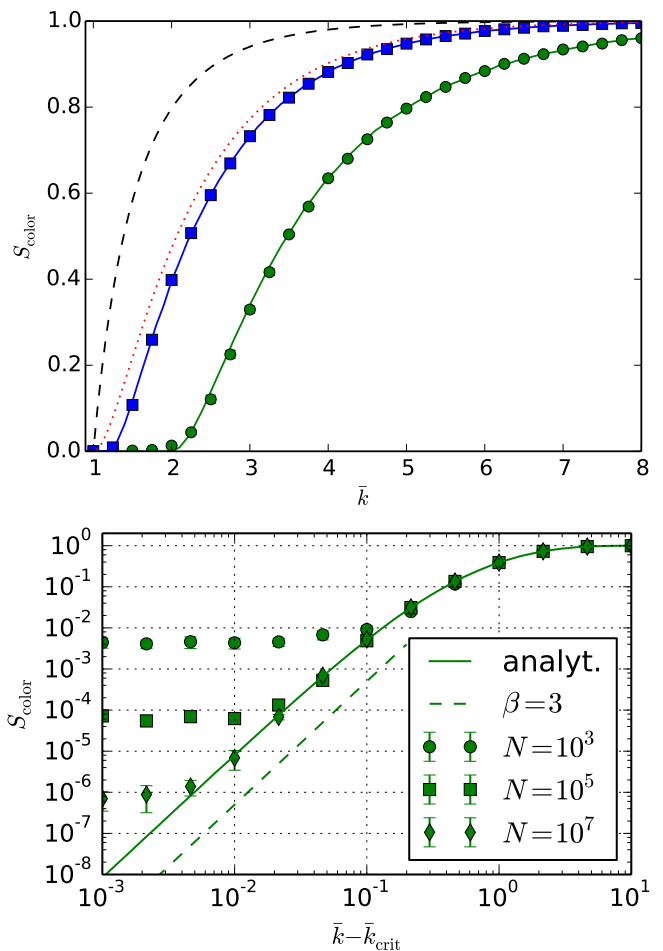 1.0
0.8
0.6
0.4
0.2
0.0
S_color
1 2 3 4 5 6 7 8
k̄
10^0
10^-1
10^-2
10^-3
10^-4
10^-5
10^-6
10^-7
10^-8
S_color
analyt.
β=3
N=10^3
N=10^5
N=10^7
10^-3 10^-2 10^-1 10^0 10^1
k̄−k̄_crit